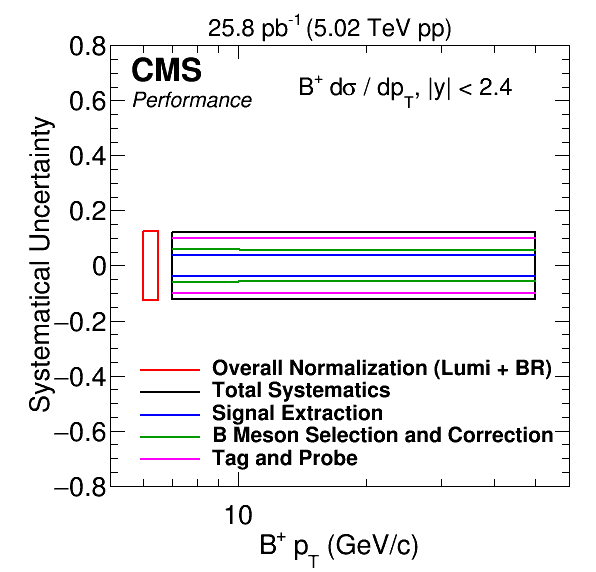 25.8 pb-1 (5.02 TeV pp)
CMS
Performance
B+ dσ / dpT, |y| < 2.4
Systematical Uncertainty
0.8
0.6
0.4
0.2
0
−0.2
−0.4
−0.6
−0.8
Overall Normalization (Lumi + BR)
Total Systematics
Signal Extraction
B Meson Selection and Correction
Tag and Probe
10
B+ pT (GeV/c)